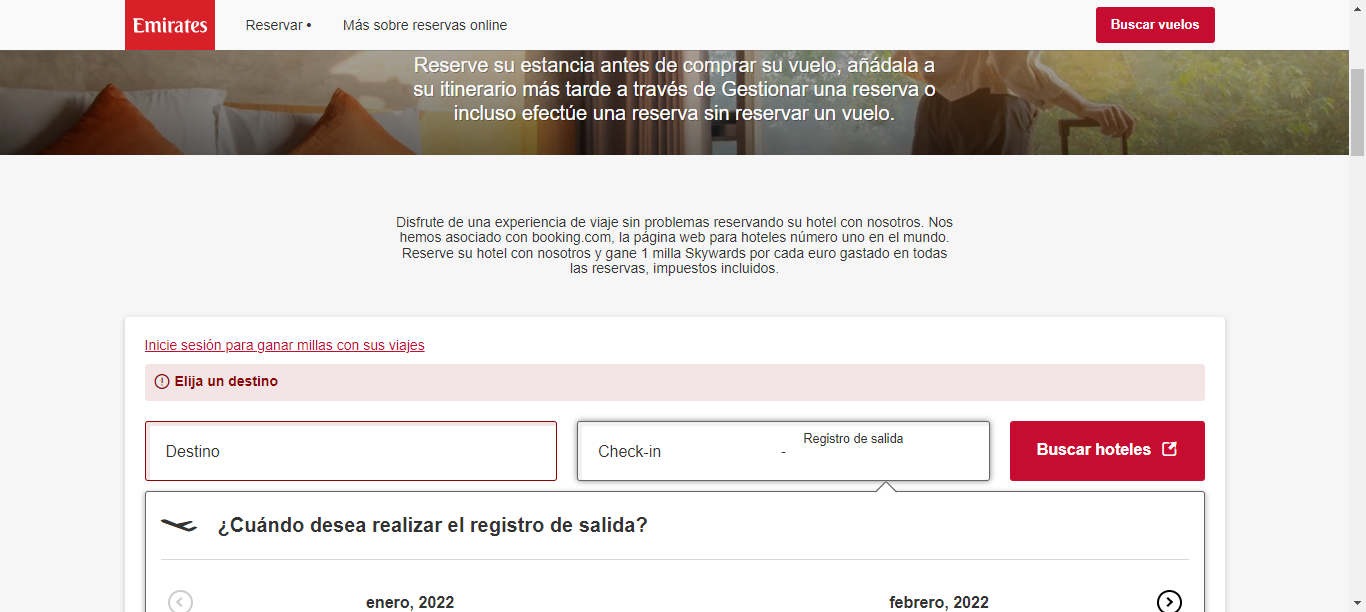 Emirates
Reservar •
Más sobre reservas online
Buscar vuelos
Reserve su estancia antes de comprar su vuelo, añádala a
su itinerario más tarde a través de Gestionar una reserva o
incluso efectúe una reserva sin reservar un vuelo.
Disfrute de una experiencia de viaje sin problemas reservando su hotel con nosotros. Nos
hemos asociado con booking.com, la página web para hoteles número uno en el mundo.
Reserve su hotel con nosotros y gane 1 milla Skywards por cada euro gastado en todas
las reservas, impuestos incluidos.
Inicie sesión para ganar millas con sus viajes
Elija un destino
Destino
Check-in
-
Registro de salida
Buscar hoteles
¿Cuándo desea realizar el registro de salida?
enero, 2022
febrero, 2022